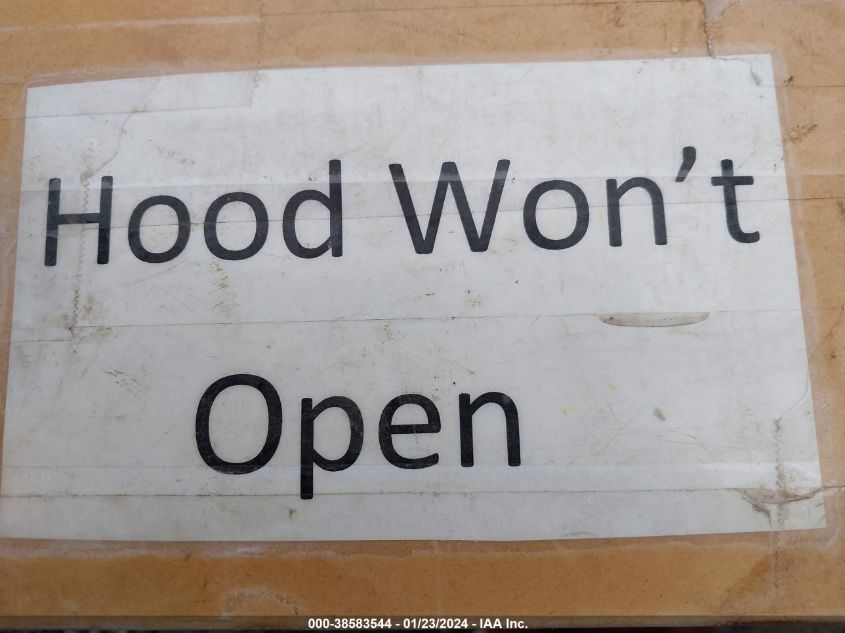 Hood Won’t
Open
000-38583544 - 01/23/2024 - IAA Inc.